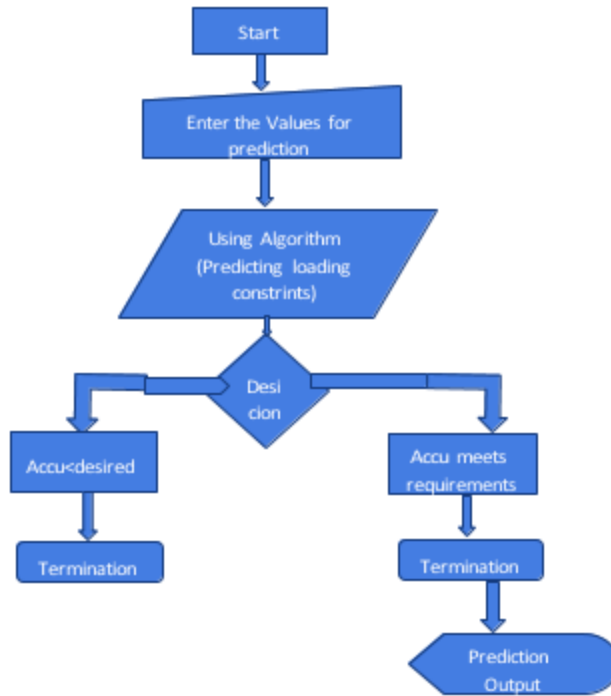 Start
Enter the Values for
prediction
Using Algorithm
(Predicting loading
constrints)
Desi
cion
Accu<desired
Termination
Accu meets
requirements
Termination
Prediction
Output